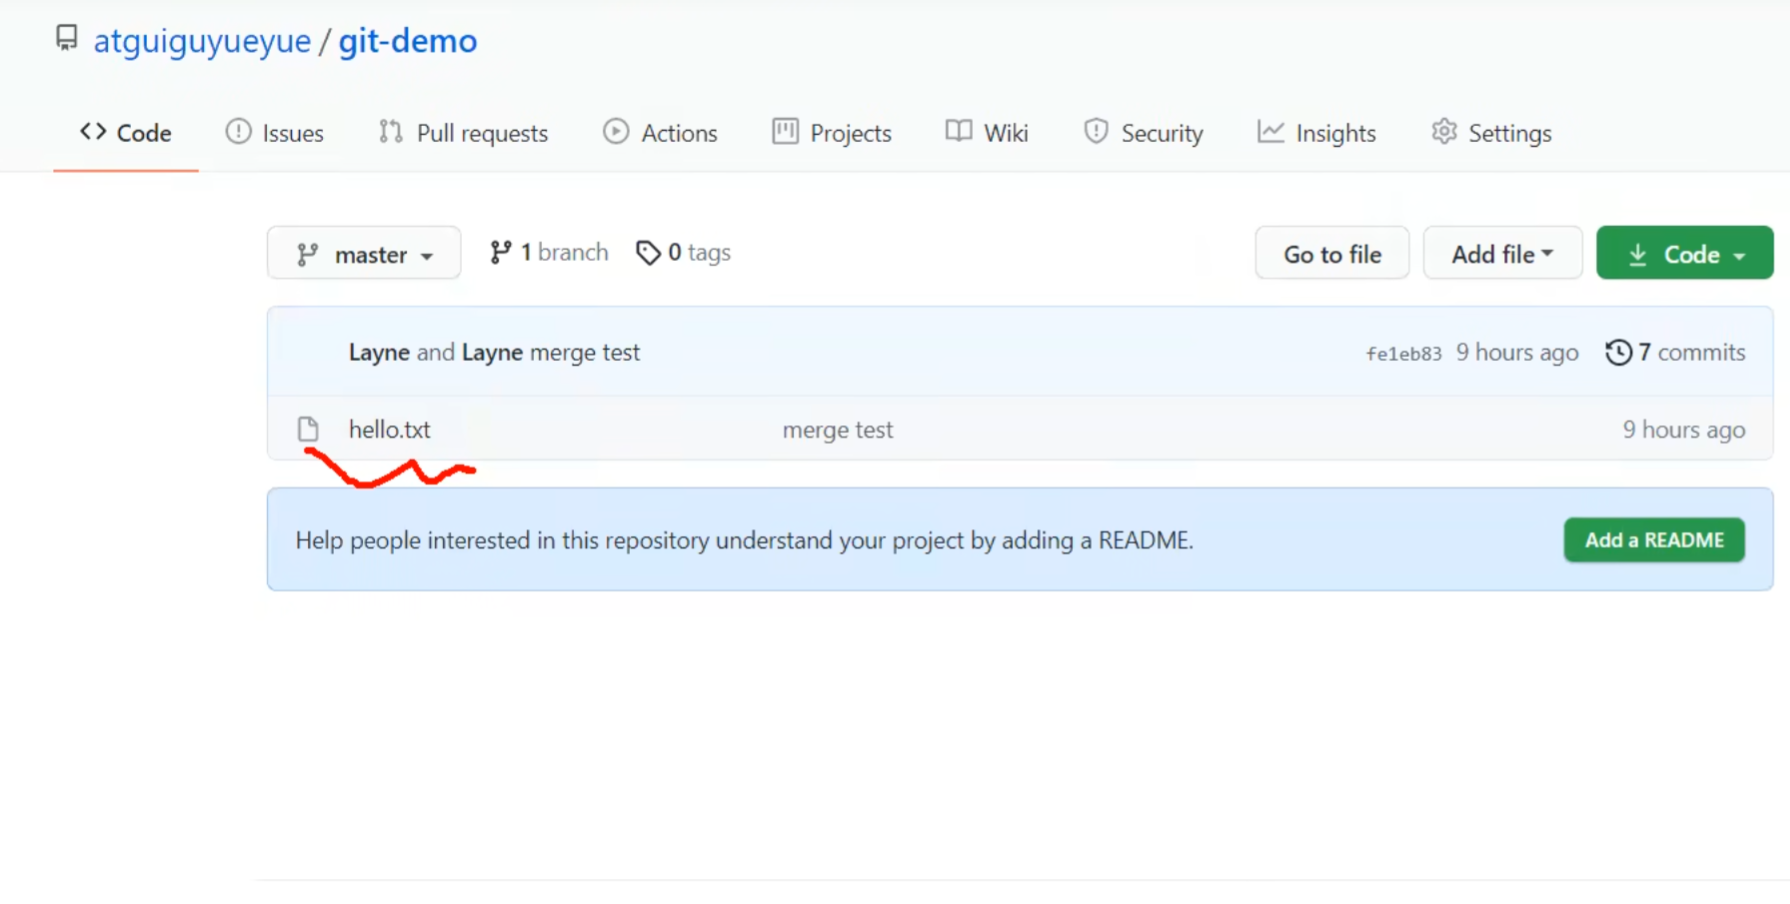 atguiguyueyue / git-demo
Code Issues Pull requests Actions Projects Wiki Security Insights Settings
master 1 branch 0 tags Go to file Add file Code
Layne and Layne merge test fe1eb83 9 hours ago 7 commits
hello.txt merge test 9 hours ago
Help people interested in this repository understand your project by adding a README. Add a README